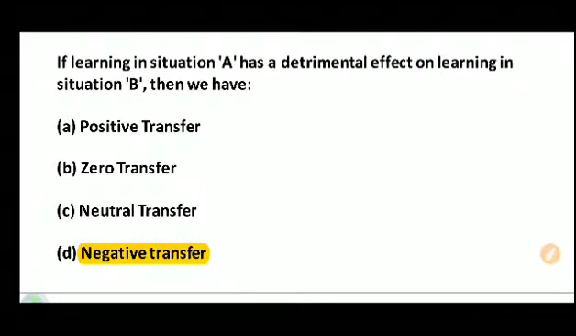 If learning in situation 'A' has a detrimental effect on learning in
situation 'B', then we have:
(a) Positive Transfer
(b) Zero Transfer
(c) Neutral Transfer
(d) Negative transfer